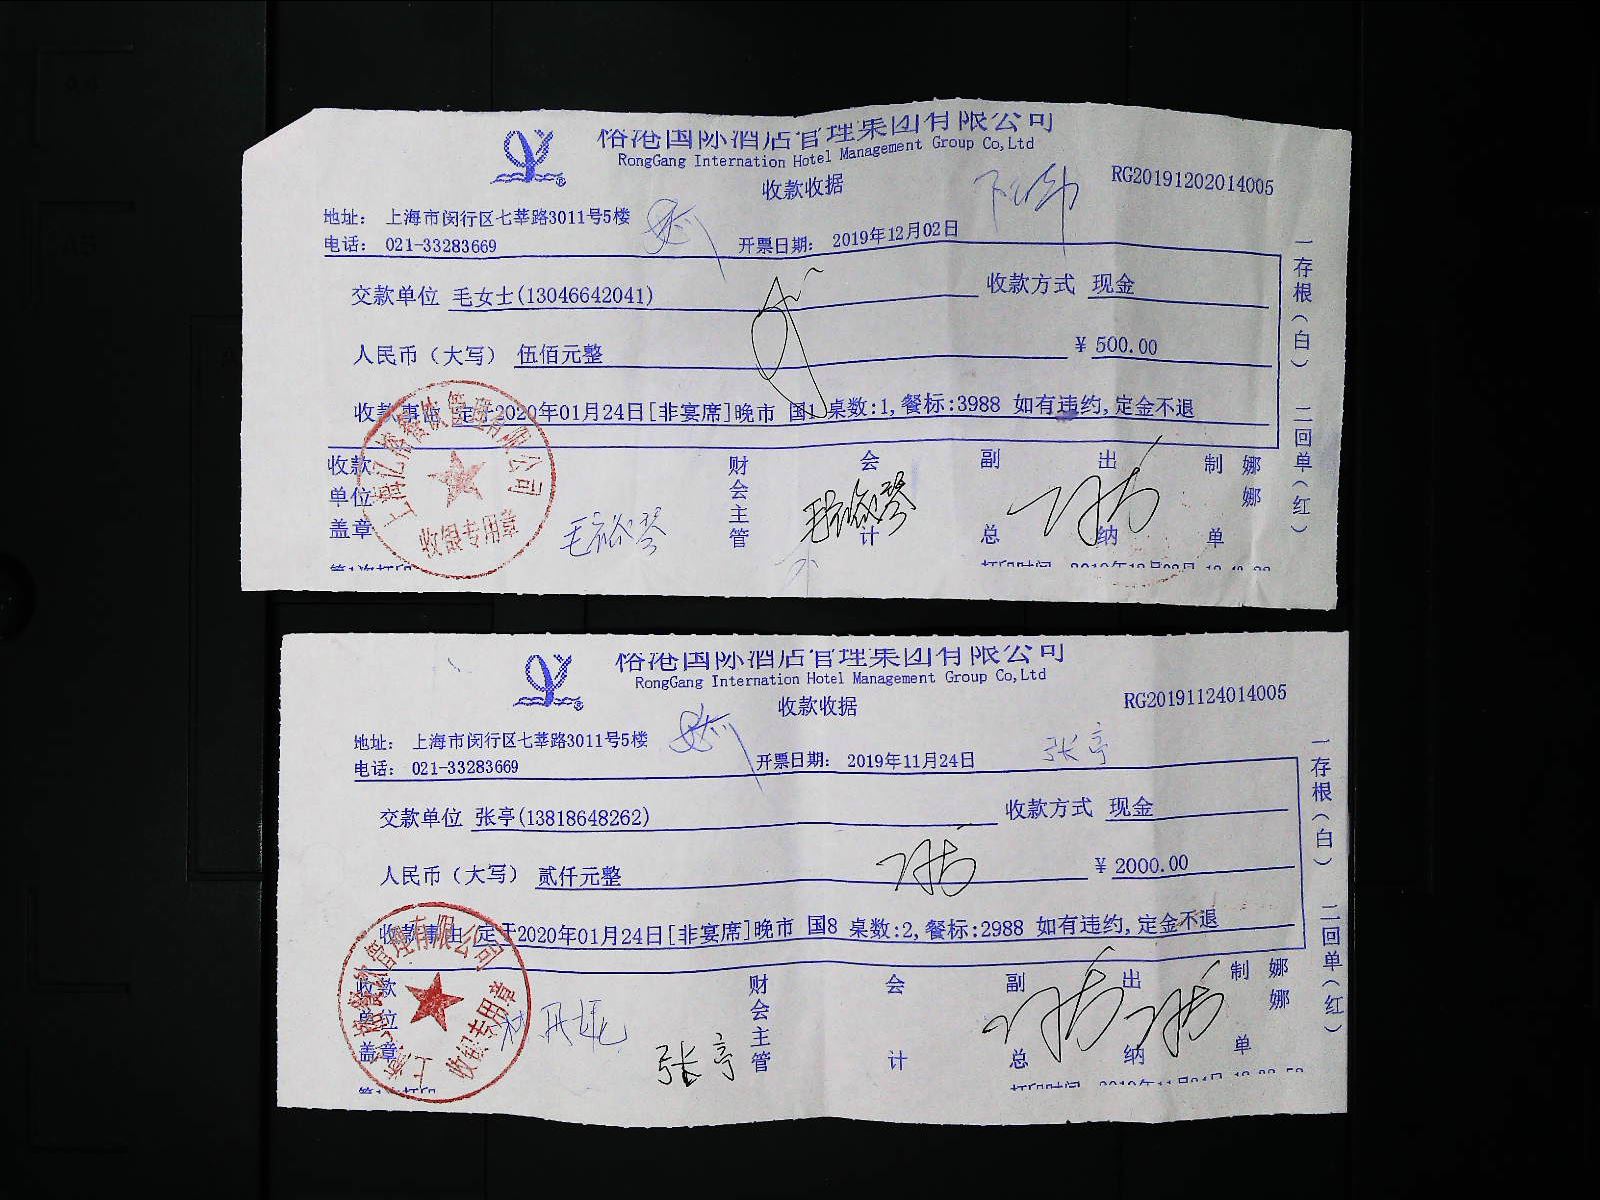 榕港国际酒店管理集团有限公司
RongGang Internation Hotel Management Group Co,Ltd
收款收据
RG20191202014005
地址： 上海市闵行区七莘路3011号5楼
电话： 021-33283669
开票日期： 2019年12月02日
交款单位 毛女士(13046642041)
收款方式 现金
人民币（大写） 伍佰元整
￥ 500.00
收款事由 定于2020年01月24日[非宴席]晚市 国1 桌数:1,餐标:3988 如有违约,定金不退
收款单位盖章
财会主管
会计
副总
出纳
制单
娜娜
一存根（白） 二回单（红）
收银专用章
榕港国际酒店管理集团有限公司
RongGang Internation Hotel Management Group Co,Ltd
收款收据
RG20191124014005
地址： 上海市闵行区七莘路3011号5楼
电话： 021-33283669
开票日期： 2019年11月24日
张亭
交款单位 张亭(13818648262)
收款方式 现金
人民币（大写） 贰仟元整
￥ 2000.00
收款事由 定于2020年01月24日[非宴席]晚市 国8 桌数:2,餐标:2988 如有违约,定金不退
收款单位盖章
财会主管
会计
副总
出纳
制单
娜娜
张亭
一存根（白） 二回单（红）
收银专用章